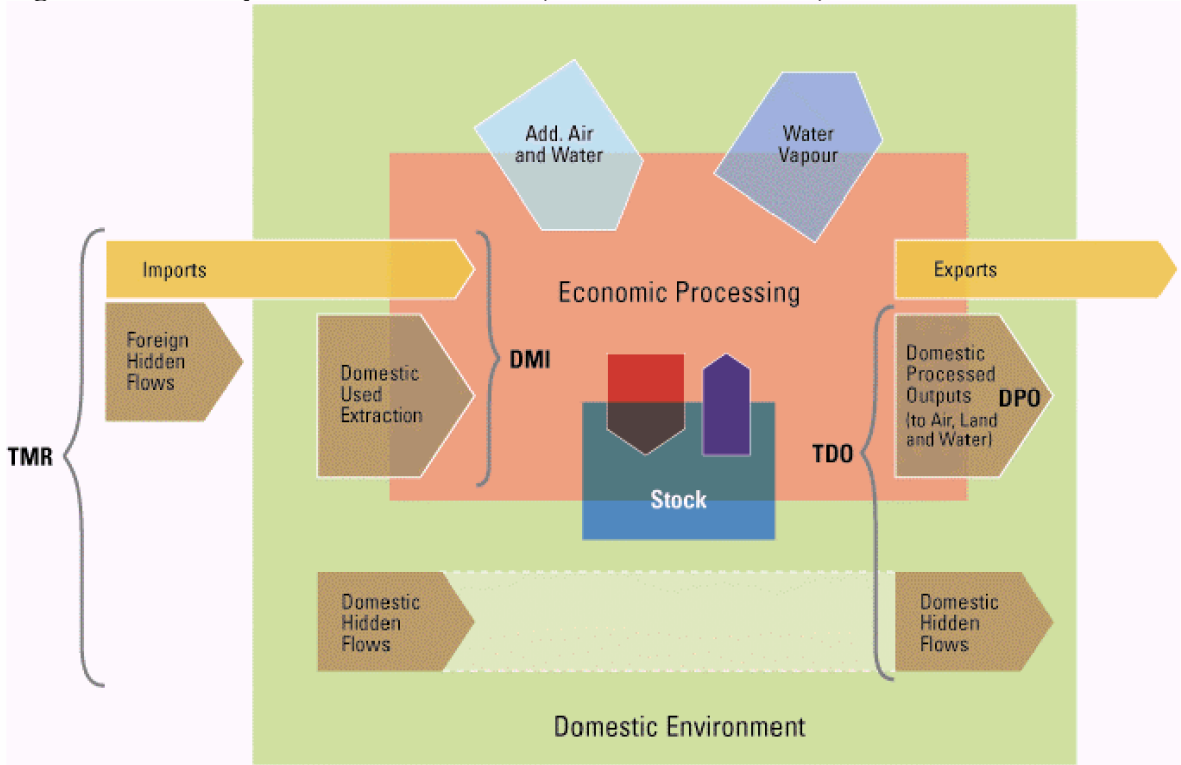 Add. Air
and Water
Water
Vapour
Imports
Exports
Economic Processing
Foreign
Hidden
Flows
Domestic
Used
Extraction
DMI
Domestic
Processed
Outputs
(to Air, Land
and Water)
DPO
TMR
TDO
Stock
Domestic
Hidden
Flows
Domestic
Hidden
Flows
Domestic Environment